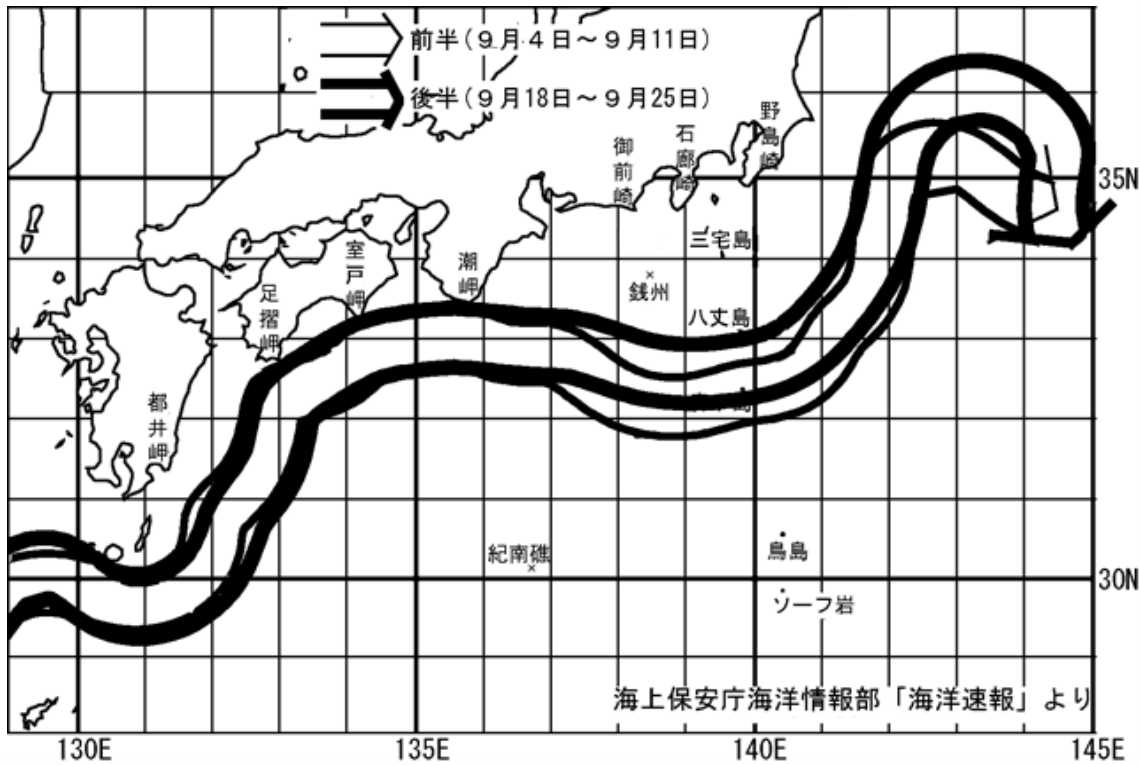 前半(9月4日～9月11日)
後半(9月18日～9月25日)
野島崎
石廊崎
御前崎
35N
三宅島
室戸岬
潮岬
足摺岬
銭州
八丈島
都井岬
紀南礁
鳥島
30N
ソーフ岩
海上保安庁海洋情報部「海洋速報」より
130E
135E
140E
145E